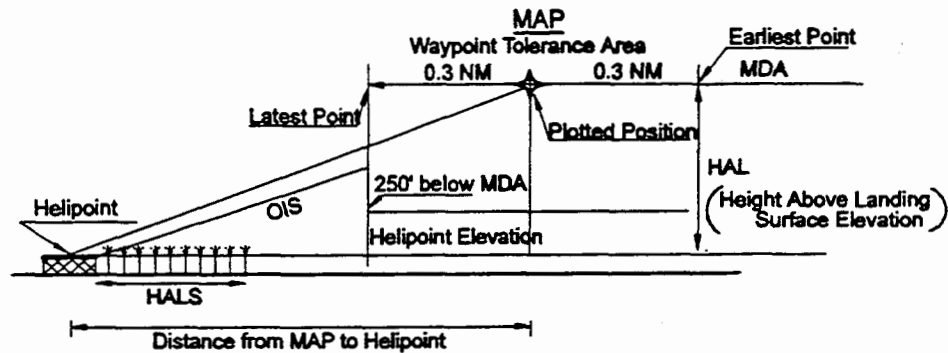 MAP
Waypoint Tolerance Area
0.3 NM
0.3 NM
Earliest Point
MDA
Latest Point
Plotted Position
HAL
(Height Above Landing
Surface Elevation)
250' below MDA
OIS
Helipoint
Helipoint Elevation
HALS
Distance from MAP to Helipoint